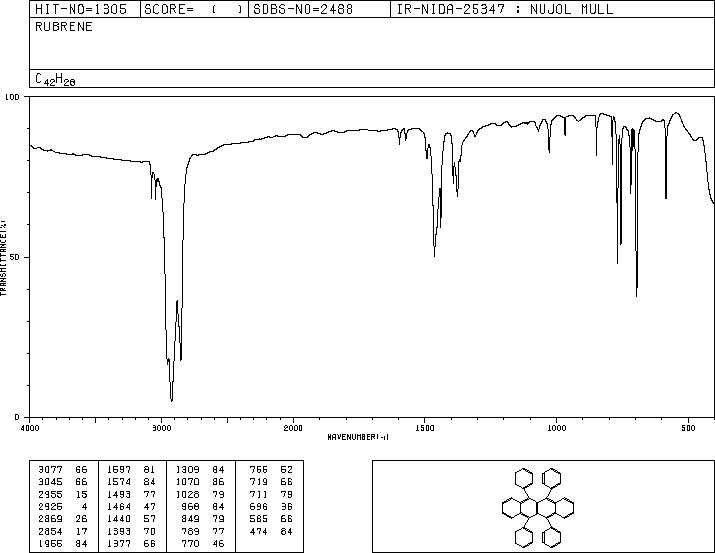 HIT-NO=1305 SCORE= ( ) SDBS-NO=2488 IR-NIDA-25347 : NUJOL MULL
RUBRENE
C42H28
100
50
0
TRANSMITTANCE(%)
4000 3000 2000 1500 1000 500
WAVENUMBER(-1)
3077 66 1597 81 1309 84 755 52
3045 66 1574 84 1070 86 719 66
2955 15 1493 77 1028 79 711 79
2925 4 1464 47 968 84 696 36
2869 26 1440 57 849 79 585 66
2854 17 1393 70 789 77 474 84
1955 84 1377 66 770 46